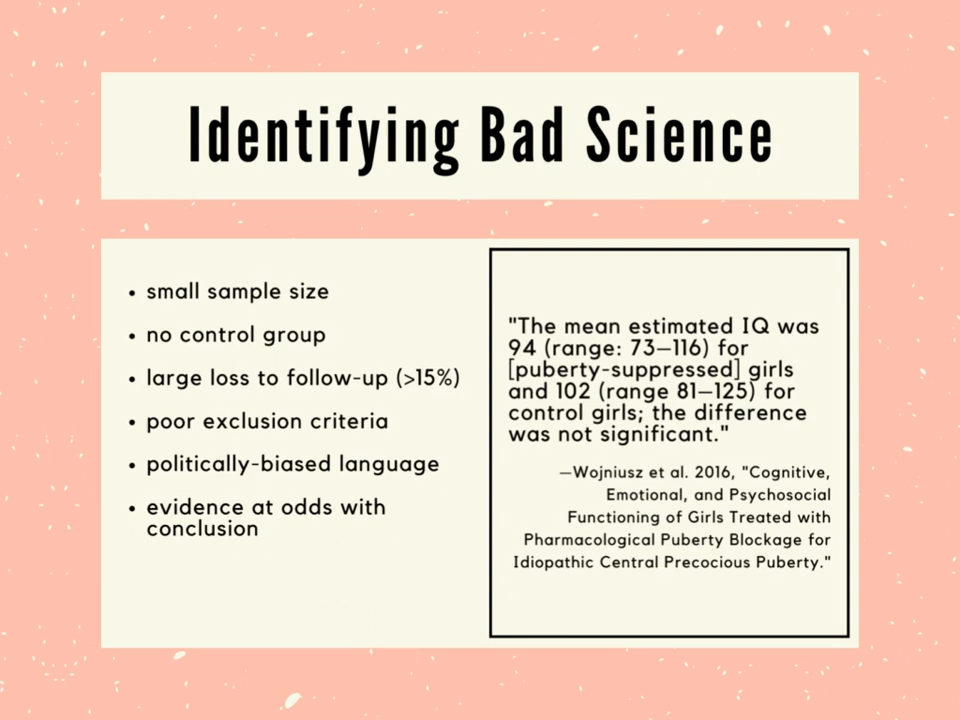 Identifying Bad Science
• small sample size
• no control group
• large loss to follow-up (>15%)
• poor exclusion criteria
• politically-biased language
• evidence at odds with
conclusion
"The mean estimated IQ was
94 (range: 73–116) for
[puberty-suppressed] girls
and 102 (range 81–125) for
control girls; the difference
was not significant."
—Wojniusz et al. 2016, "Cognitive,
Emotional, and Psychosocial
Functioning of Girls Treated with
Pharmacological Puberty Blockage for
Idiopathic Central Precocious Puberty."